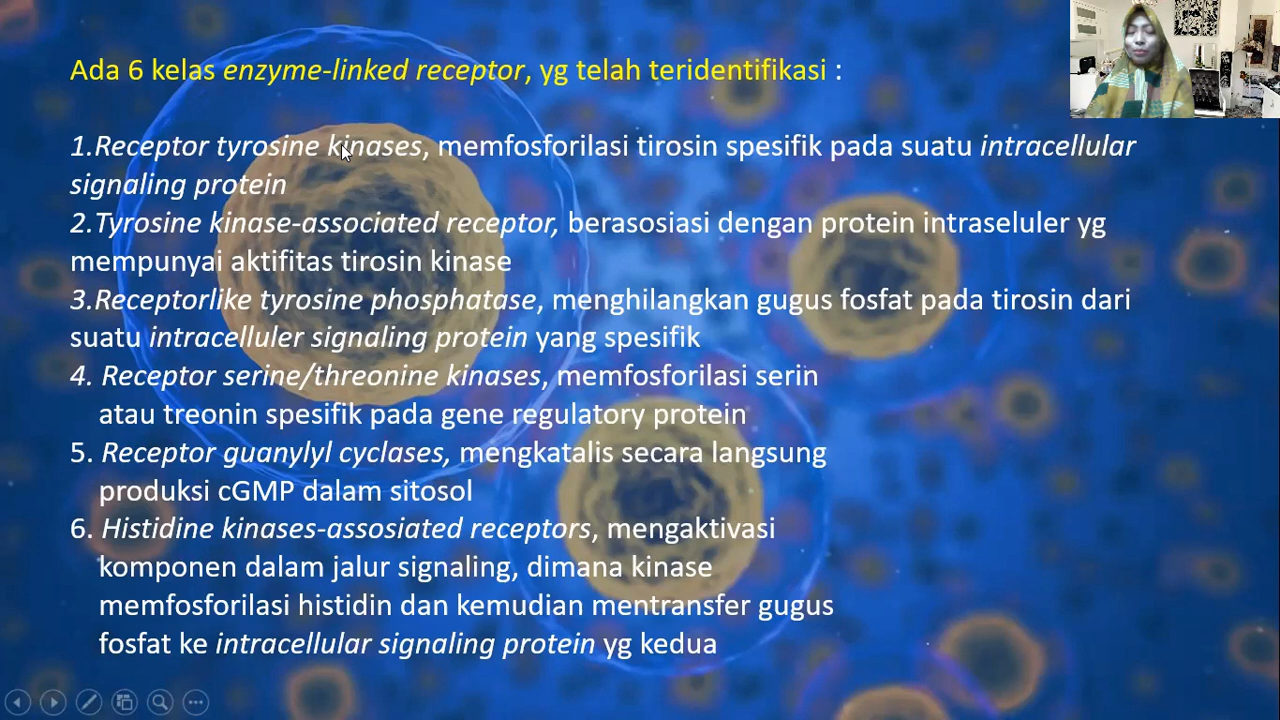 Ada 6 kelas enzyme-linked receptor, yg telah teridentifikasi :
1.Receptor tyrosine kinases, memfosforilasi tirosin spesifik pada suatu intracellular
signaling protein
2.Tyrosine kinase-associated receptor, berasosiasi dengan protein intraseluler yg
mempunyai aktifitas tirosin kinase
3.Receptorlike tyrosine phosphatase, menghilangkan gugus fosfat pada tirosin dari
suatu intracelluler signaling protein yang spesifik
4. Receptor serine/threonine kinases, memfosforilasi serin
atau treonin spesifik pada gene regulatory protein
5. Receptor guanylyl cyclases, mengkatalis secara langsung
produksi cGMP dalam sitosol
6. Histidine kinases-assosiated receptors, mengaktivasi
komponen dalam jalur signaling, dimana kinase
memfosforilasi histidin dan kemudian mentransfer gugus
fosfat ke intracellular signaling protein yg kedua